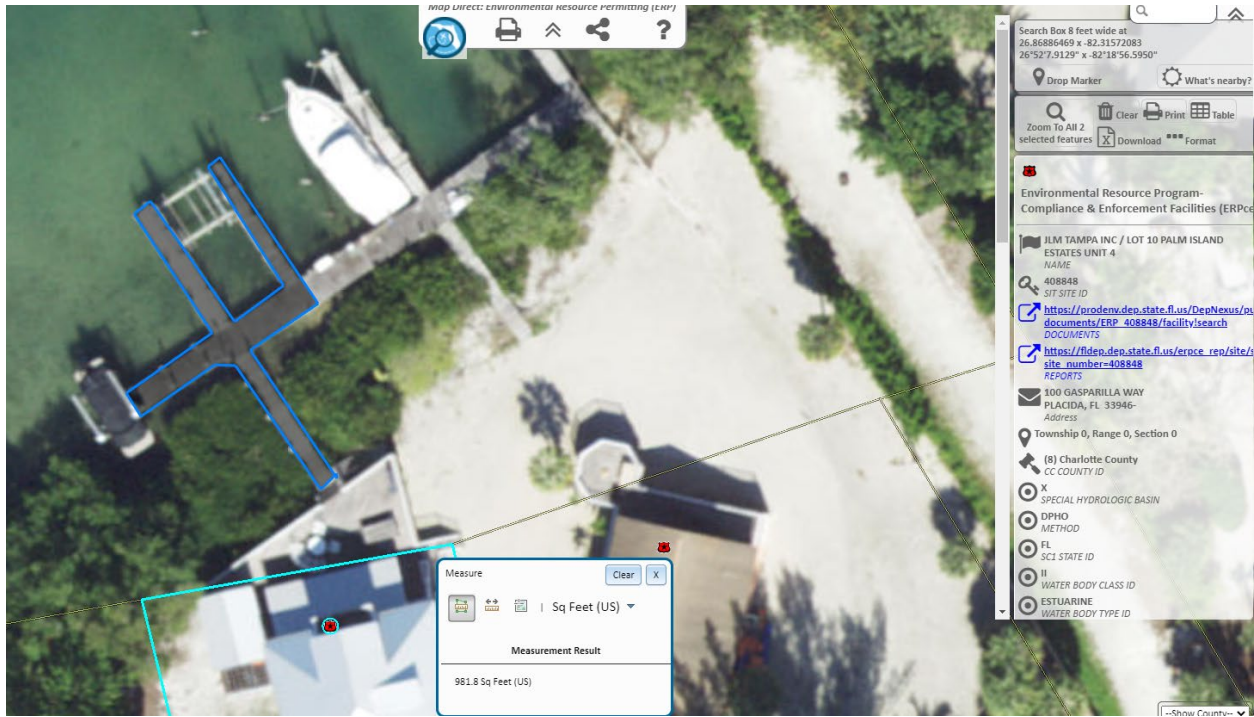 Map Direct: Environmental Resource Permitting (ERP)
?
Search Box 8 feet wide at
26.86886469 x -82.31572083
26°52'7.9129" x -82°18'56.5950"
Drop Marker
What's nearby?
Zoom To All 2
selected features
Clear
Print
Table
Download
Format
Environmental Resource Program-
Compliance & Enforcement Facilities (ERPce
JLM TAMPA INC / LOT 10 PALM ISLAND
ESTATES UNIT 4
NAME
408848
SIT SITE ID
https://prodenv.dep.state.fl.us/DepNexus/pu
documents/ERP_408848/facility!search
DOCUMENTS
https://fldep.dep.state.fl.us/erpce_rep/site/s
site_number=408848
REPORTS
100 GASPARILLA WAY
PLACIDA, FL 33946-
Address
Township 0, Range 0, Section 0
(8) Charlotte County
CC COUNTY ID
X
SPECIAL HYDROLOGIC BASIN
DPHO
METHOD
FL
SC1 STATE ID
II
WATER BODY CLASS ID
ESTUARINE
WATER BODY TYPE ID
Measure
Clear
X
| Sq Feet (US)
Measurement Result
981.8 Sq Feet (US)
--Show County--